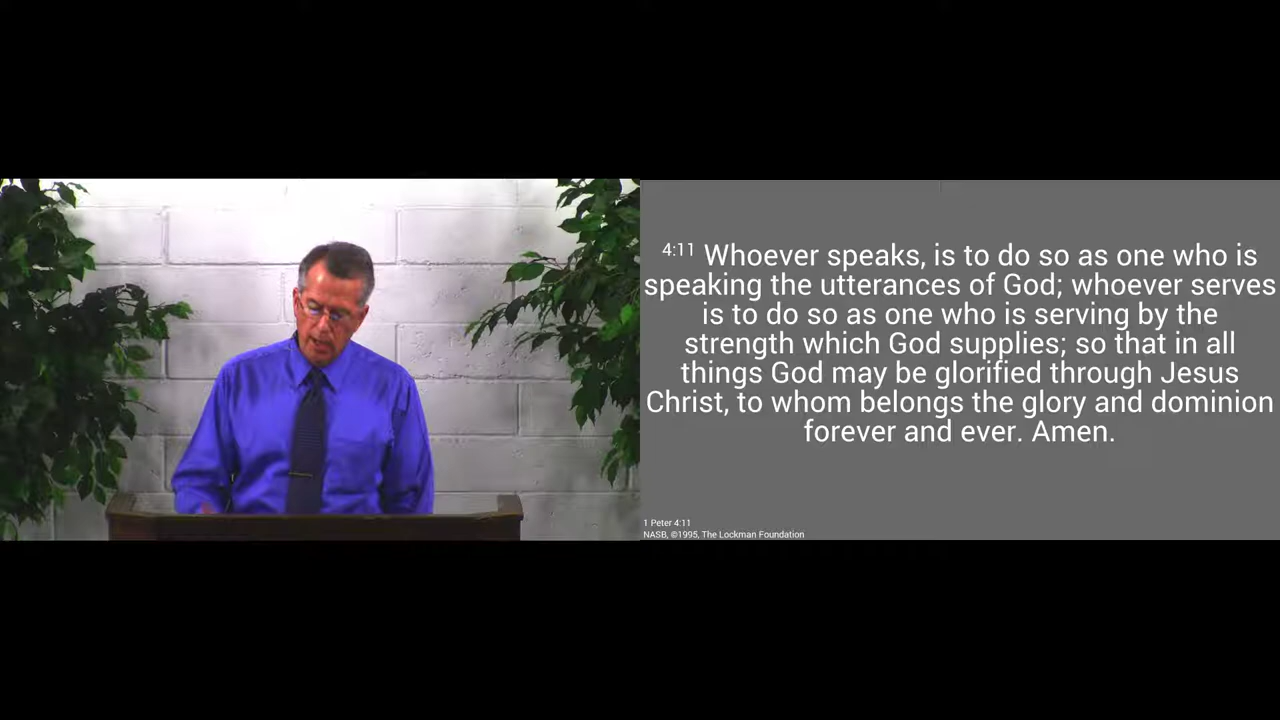 4:11 Whoever speaks, is to do so as one who is
speaking the utterances of God; whoever serves
is to do so as one who is serving by the
strength which God supplies; so that in all
things God may be glorified through Jesus
Christ, to whom belongs the glory and dominion
forever and ever. Amen.
1 Peter 4:11
NASB, ©1995, The Lockman Foundation